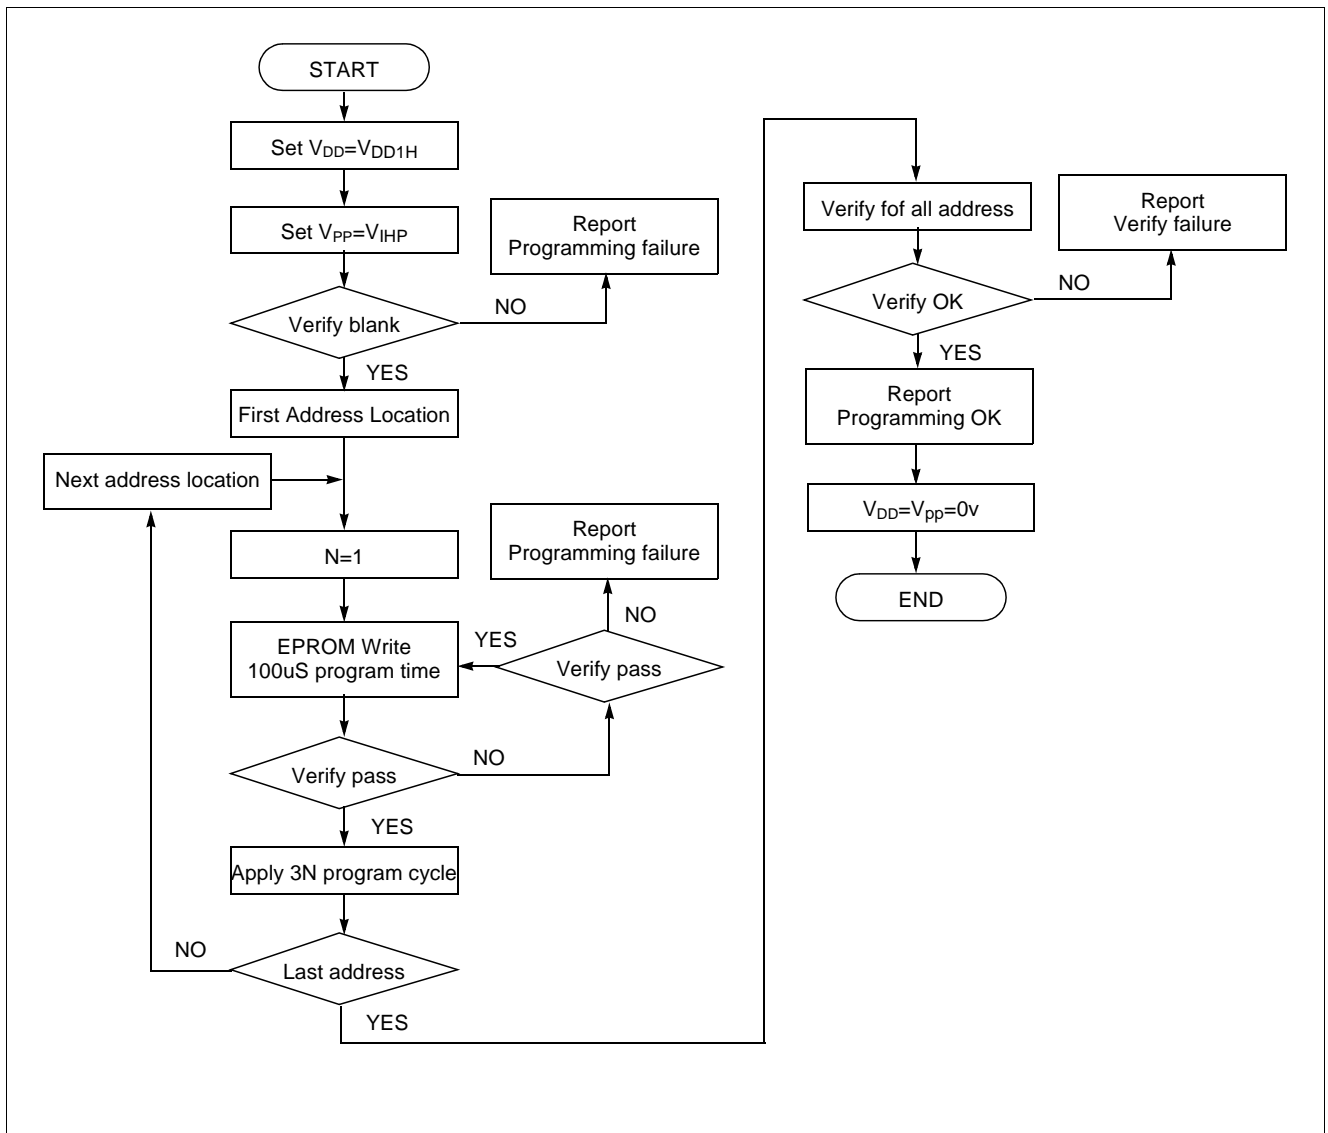 START
Set VDD=VDD1H
Set VPP=VIHP
Report
Programming failure
NO
Verify blank
YES
First Address Location
Next address location
N=1
Report
Programming failure
NO
YES
EPROM Write
100uS program time
Verify pass
NO
Verify pass
YES
Apply 3N program cycle
NO
Last address
YES
Verify fof all address
Report
Verify failure
NO
Verify OK
YES
Report
Programming OK
VDD=Vpp=0v
END